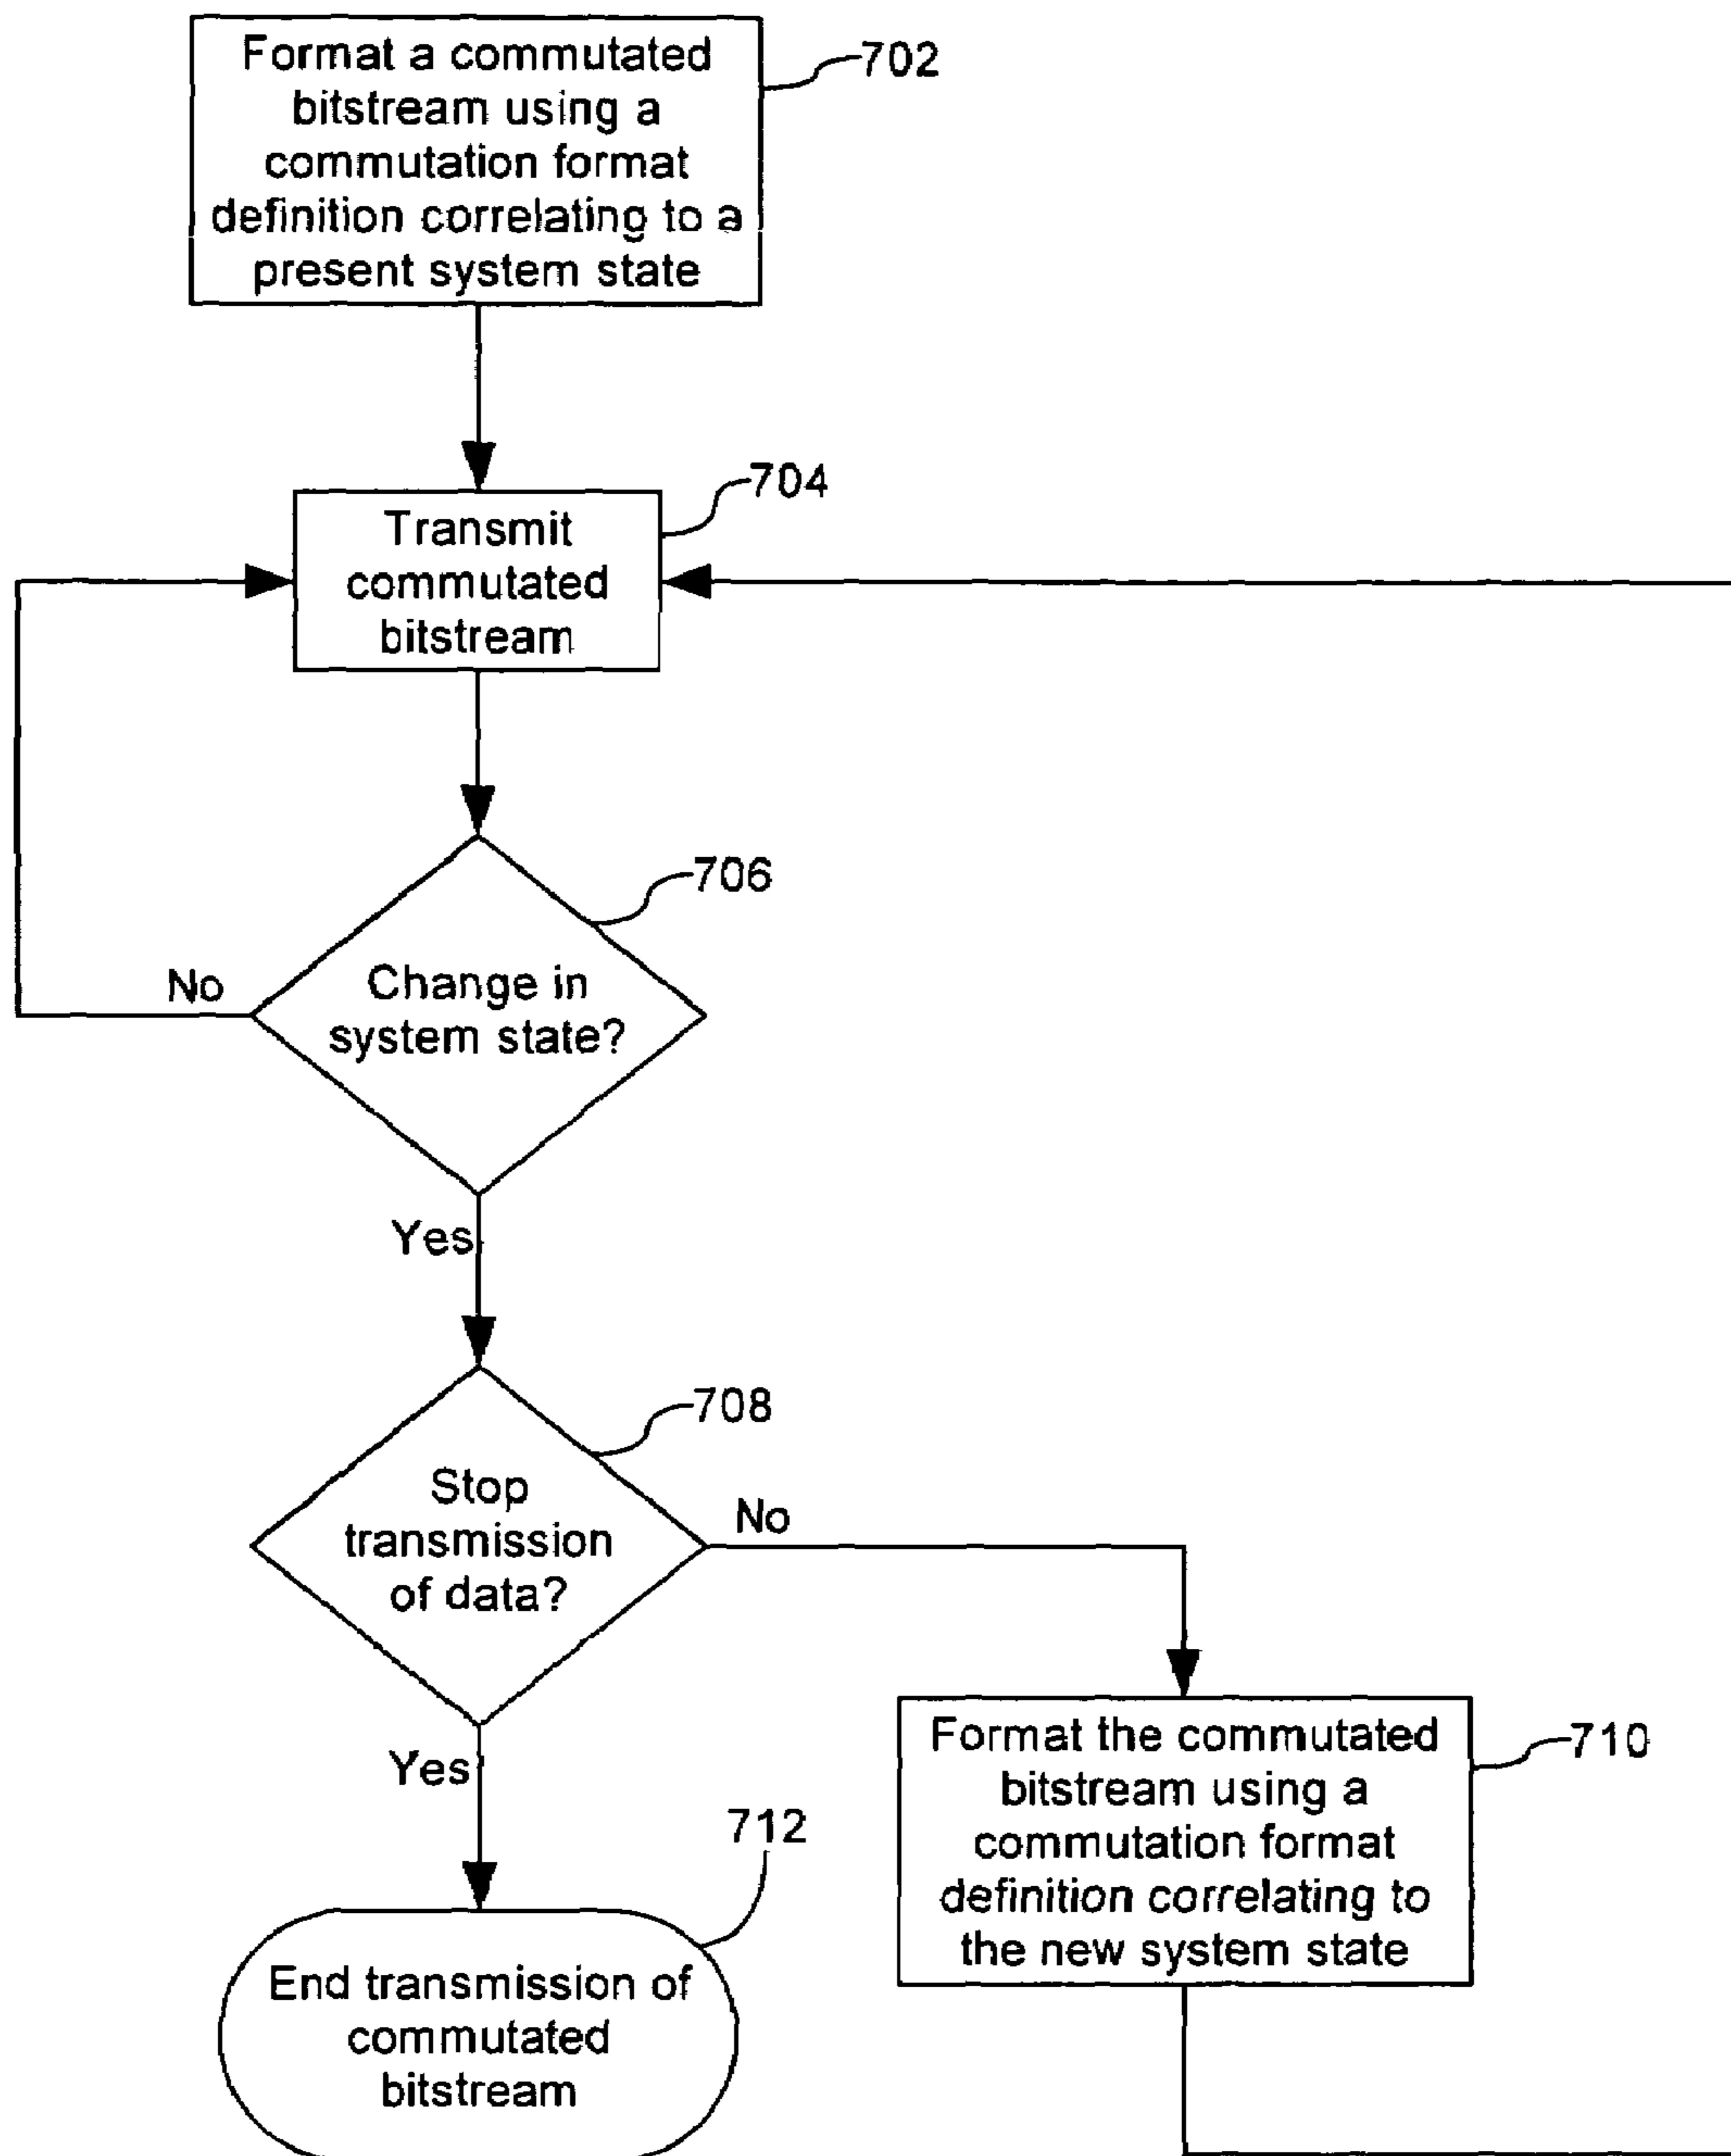 Format a commutated
bitstream using a
commutation format
definition correlating to a
present system state
702
Transmit
commutated
bitstream
704
706
Change in
system state?
No
Yes
708
Stop
transmission
of data?
No
Yes
Format the commutated
bitstream using a
commutation format
definition correlating to
the new system state
710
712
End transmission of
commutated
bitstream